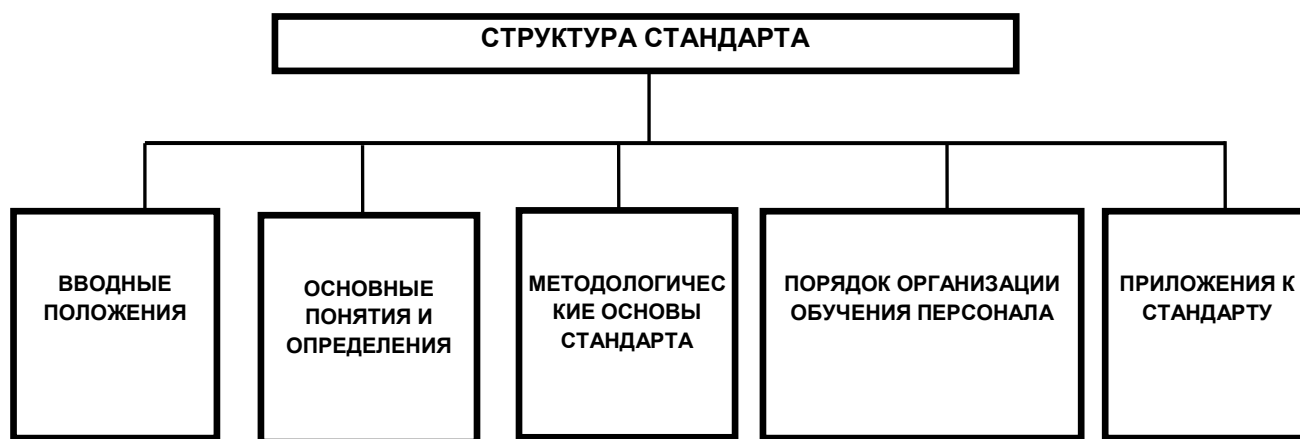 СТРУКТУРА СТАНДАРТА
ВВОДНЫЕ
ПОЛОЖЕНИЯ
ОСНОВНЫЕ
ПОНЯТИЯ И
ОПРЕДЕЛЕНИЯ
МЕТОДОЛОГИЧЕС
КИЕ ОСНОВЫ
СТАНДАРТА
ПОРЯДОК ОРГАНИЗАЦИИ
ОБУЧЕНИЯ ПЕРСОНАЛА
ПРИЛОЖЕНИЯ К
СТАНДАРТУ